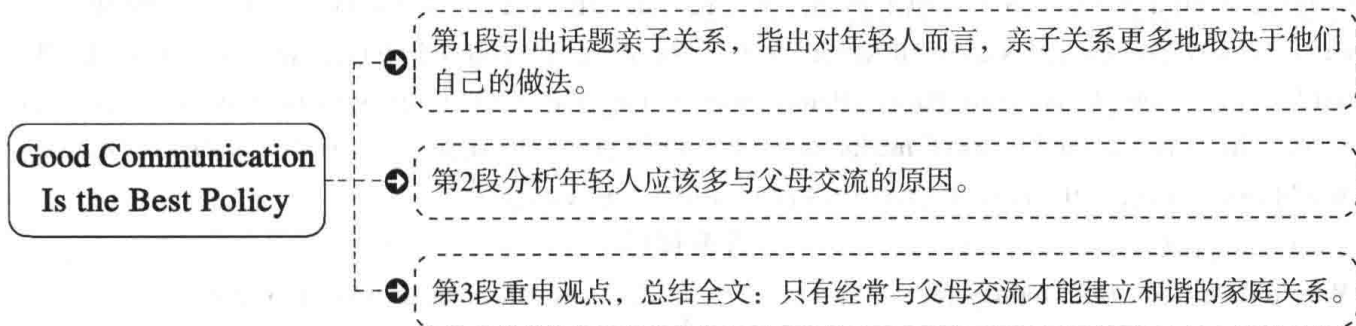 第1段引出话题亲子关系，指出对年轻人而言，亲子关系更多地取决于他们
自己的做法。
Good Communication
Is the Best Policy
第2段分析年轻人应该多与父母交流的原因。
第3段重申观点，总结全文：只有经常与父母交流才能建立和谐的家庭关系。